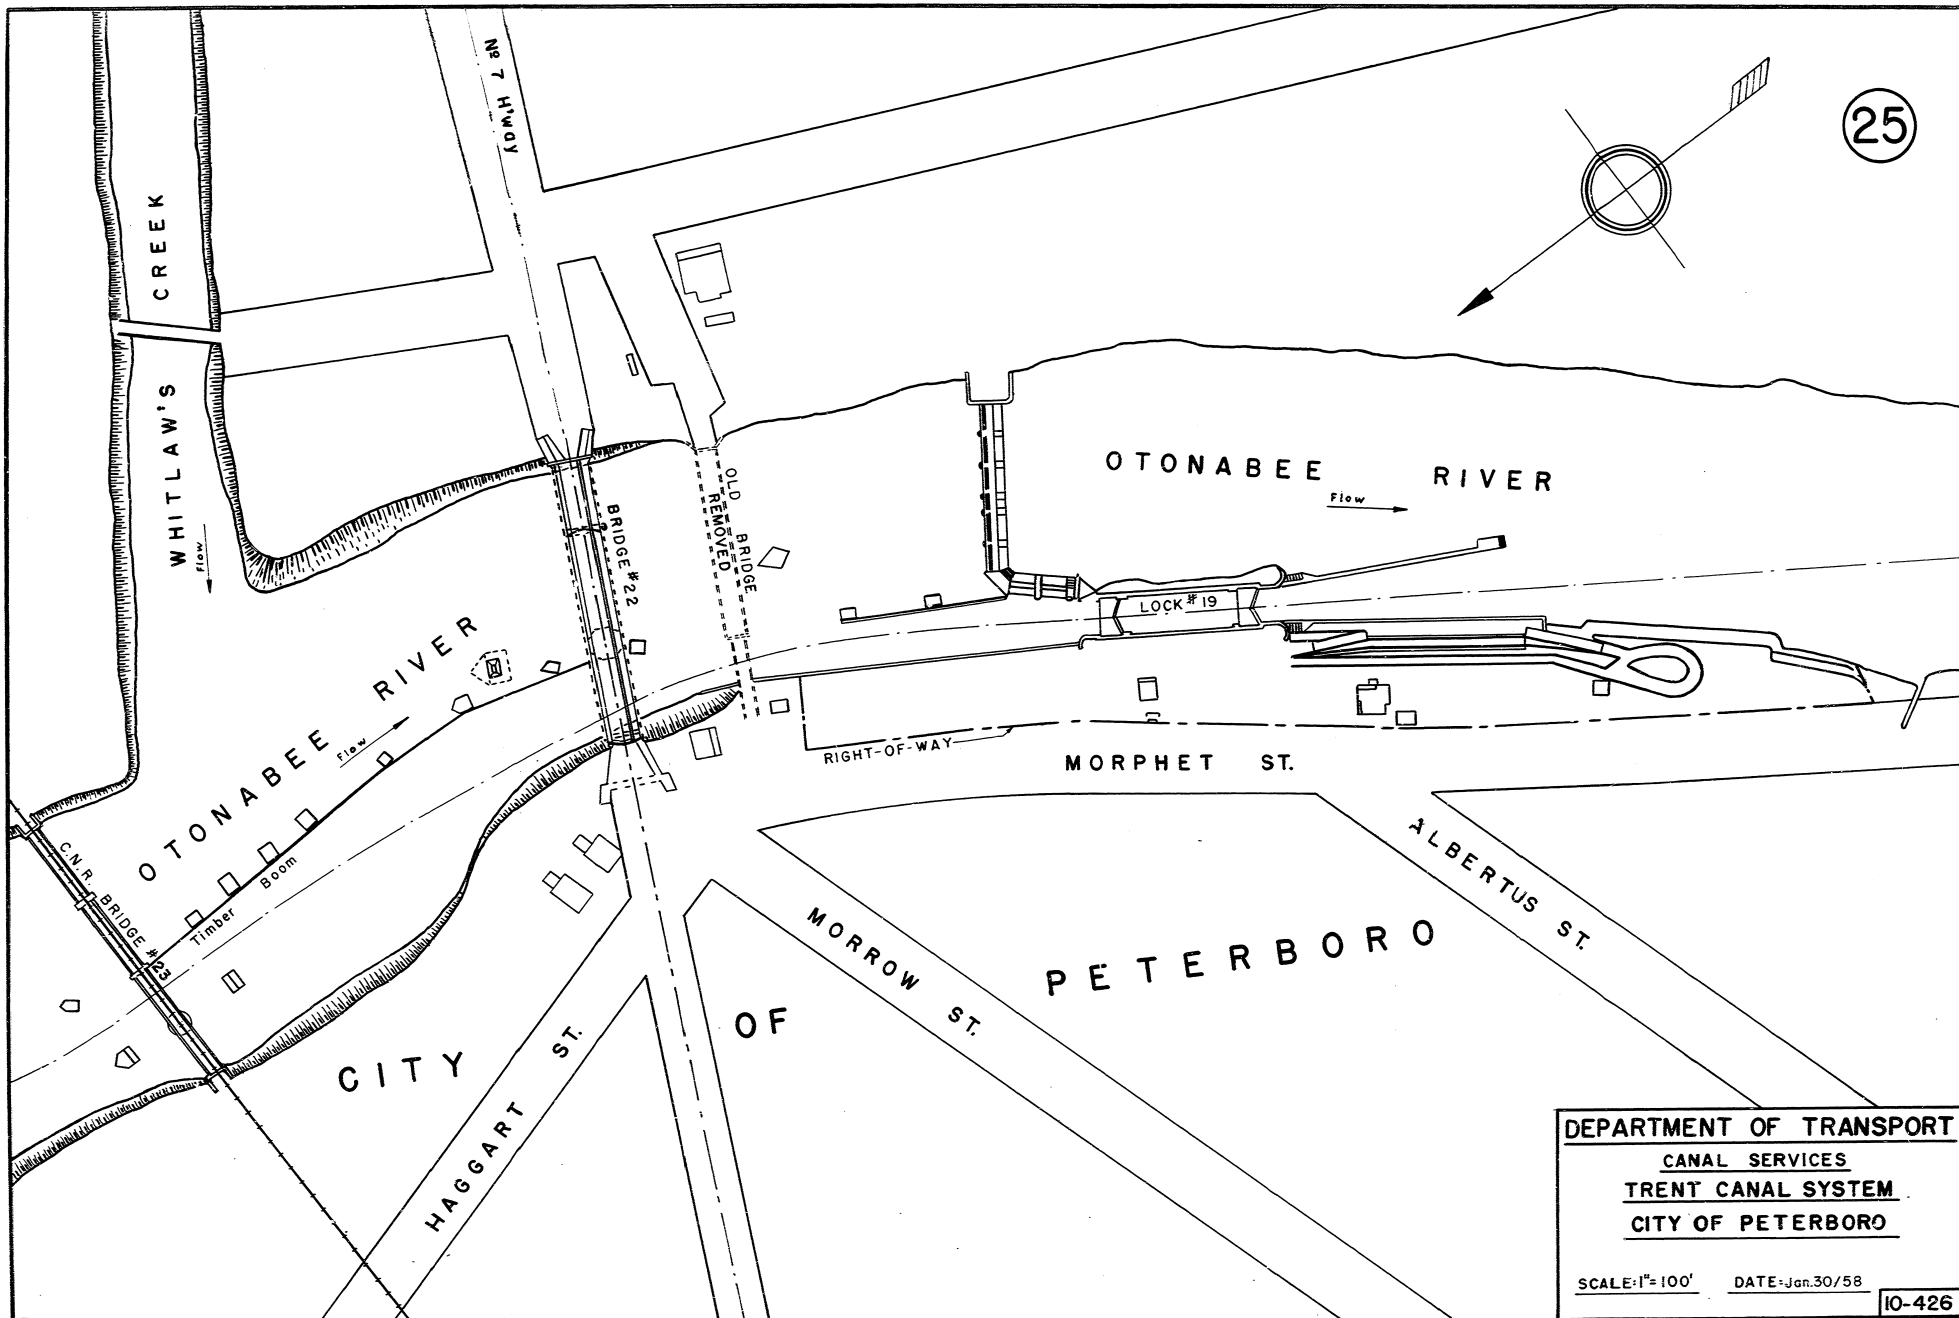 Nº 7 H'way
25
WHITLAW'S CREEK
Flow
OLD BRIDGE
REMOVED
BRIDGE #22
OTONABEE RIVER
Flow
LOCK #19
OTONABEE RIVER
Flow
RIGHT-OF-WAY
MORPHET ST.
C.N.R. BRIDGE #23
Timber Boom
ALBERTUS ST.
MORROW ST.
HAGGART ST.
CITY OF PETERBORO
DEPARTMENT OF TRANSPORT
CANAL SERVICES
TRENT CANAL SYSTEM
CITY OF PETERBORO
SCALE:1"=100' DATE:Jan.30/58
10-426